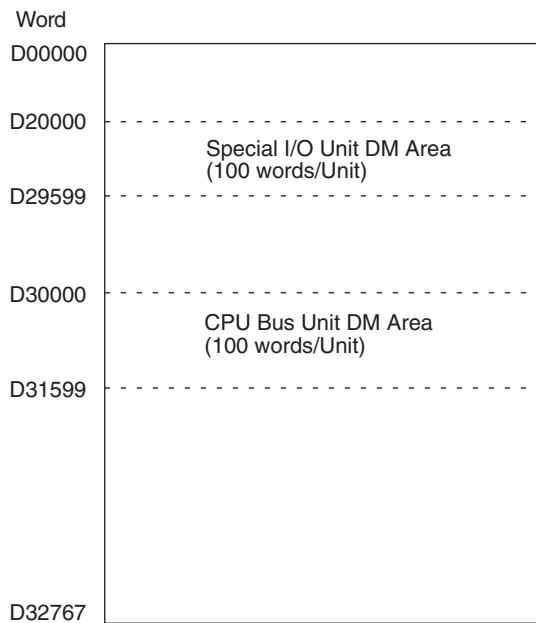 Word
D00000
D20000
Special I/O Unit DM Area
(100 words/Unit)
D29599
D30000
CPU Bus Unit DM Area
(100 words/Unit)
D31599
D32767